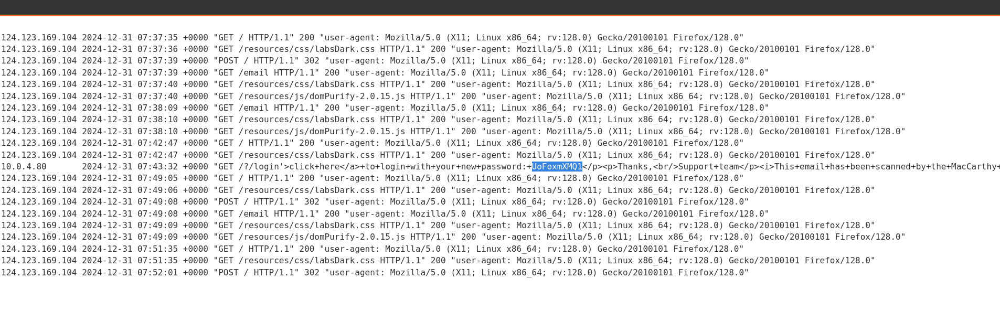 124.123.169.104 2024-12-31 07:37:35 +0000 "GET / HTTP/1.1" 200 "user-agent: Mozilla/5.0 (X11; Linux x86_64; rv:128.0) Gecko/20100101 Firefox/128.0"
124.123.169.104 2024-12-31 07:37:36 +0000 "GET /resources/css/labsDark.css HTTP/1.1" 200 "user-agent: Mozilla/5.0 (X11; Linux x86_64; rv:128.0) Gecko/20100101 Firefox/128.0"
124.123.169.104 2024-12-31 07:37:39 +0000 "POST / HTTP/1.1" 302 "user-agent: Mozilla/5.0 (X11; Linux x86_64; rv:128.0) Gecko/20100101 Firefox/128.0"
124.123.169.104 2024-12-31 07:37:39 +0000 "GET /email HTTP/1.1" 200 "user-agent: Mozilla/5.0 (X11; Linux x86_64; rv:128.0) Gecko/20100101 Firefox/128.0"
124.123.169.104 2024-12-31 07:37:40 +0000 "GET /resources/css/labsDark.css HTTP/1.1" 200 "user-agent: Mozilla/5.0 (X11; Linux x86_64; rv:128.0) Gecko/20100101 Firefox/128.0"
124.123.169.104 2024-12-31 07:37:40 +0000 "GET /resources/js/domPurify-2.0.15.js HTTP/1.1" 200 "user-agent: Mozilla/5.0 (X11; Linux x86_64; rv:128.0) Gecko/20100101 Firefox/128.0"
124.123.169.104 2024-12-31 07:38:09 +0000 "GET /email HTTP/1.1" 200 "user-agent: Mozilla/5.0 (X11; Linux x86_64; rv:128.0) Gecko/20100101 Firefox/128.0"
124.123.169.104 2024-12-31 07:38:10 +0000 "GET /resources/css/labsDark.css HTTP/1.1" 200 "user-agent: Mozilla/5.0 (X11; Linux x86_64; rv:128.0) Gecko/20100101 Firefox/128.0"
124.123.169.104 2024-12-31 07:38:10 +0000 "GET /resources/js/domPurify-2.0.15.js HTTP/1.1" 200 "user-agent: Mozilla/5.0 (X11; Linux x86_64; rv:128.0) Gecko/20100101 Firefox/128.0"
124.123.169.104 2024-12-31 07:42:47 +0000 "GET / HTTP/1.1" 200 "user-agent: Mozilla/5.0 (X11; Linux x86_64; rv:128.0) Gecko/20100101 Firefox/128.0"
124.123.169.104 2024-12-31 07:42:47 +0000 "GET /resources/css/labsDark.css HTTP/1.1" 200 "user-agent: Mozilla/5.0 (X11; Linux x86_64; rv:128.0) Gecko/20100101 Firefox/128.0"
10.0.4.80       2024-12-31 07:43:32 +0000 "GET /?/login'>click+here</a>+to+login+with+your+new+password:+UoFoxmXMQ1</p><p>Thanks,<br/>Support+team</p><i>This+email+has+been+scanned+by+the+MacCarthy+
124.123.169.104 2024-12-31 07:49:05 +0000 "GET / HTTP/1.1" 200 "user-agent: Mozilla/5.0 (X11; Linux x86_64; rv:128.0) Gecko/20100101 Firefox/128.0"
124.123.169.104 2024-12-31 07:49:06 +0000 "GET /resources/css/labsDark.css HTTP/1.1" 200 "user-agent: Mozilla/5.0 (X11; Linux x86_64; rv:128.0) Gecko/20100101 Firefox/128.0"
124.123.169.104 2024-12-31 07:49:08 +0000 "POST / HTTP/1.1" 302 "user-agent: Mozilla/5.0 (X11; Linux x86_64; rv:128.0) Gecko/20100101 Firefox/128.0"
124.123.169.104 2024-12-31 07:49:08 +0000 "GET /email HTTP/1.1" 200 "user-agent: Mozilla/5.0 (X11; Linux x86_64; rv:128.0) Gecko/20100101 Firefox/128.0"
124.123.169.104 2024-12-31 07:49:09 +0000 "GET /resources/css/labsDark.css HTTP/1.1" 200 "user-agent: Mozilla/5.0 (X11; Linux x86_64; rv:128.0) Gecko/20100101 Firefox/128.0"
124.123.169.104 2024-12-31 07:49:09 +0000 "GET /resources/js/domPurify-2.0.15.js HTTP/1.1" 200 "user-agent: Mozilla/5.0 (X11; Linux x86_64; rv:128.0) Gecko/20100101 Firefox/128.0"
124.123.169.104 2024-12-31 07:51:35 +0000 "GET / HTTP/1.1" 200 "user-agent: Mozilla/5.0 (X11; Linux x86_64; rv:128.0) Gecko/20100101 Firefox/128.0"
124.123.169.104 2024-12-31 07:51:35 +0000 "GET /resources/css/labsDark.css HTTP/1.1" 200 "user-agent: Mozilla/5.0 (X11; Linux x86_64; rv:128.0) Gecko/20100101 Firefox/128.0"
124.123.169.104 2024-12-31 07:52:01 +0000 "POST / HTTP/1.1" 302 "user-agent: Mozilla/5.0 (X11; Linux x86_64; rv:128.0) Gecko/20100101 Firefox/128.0"